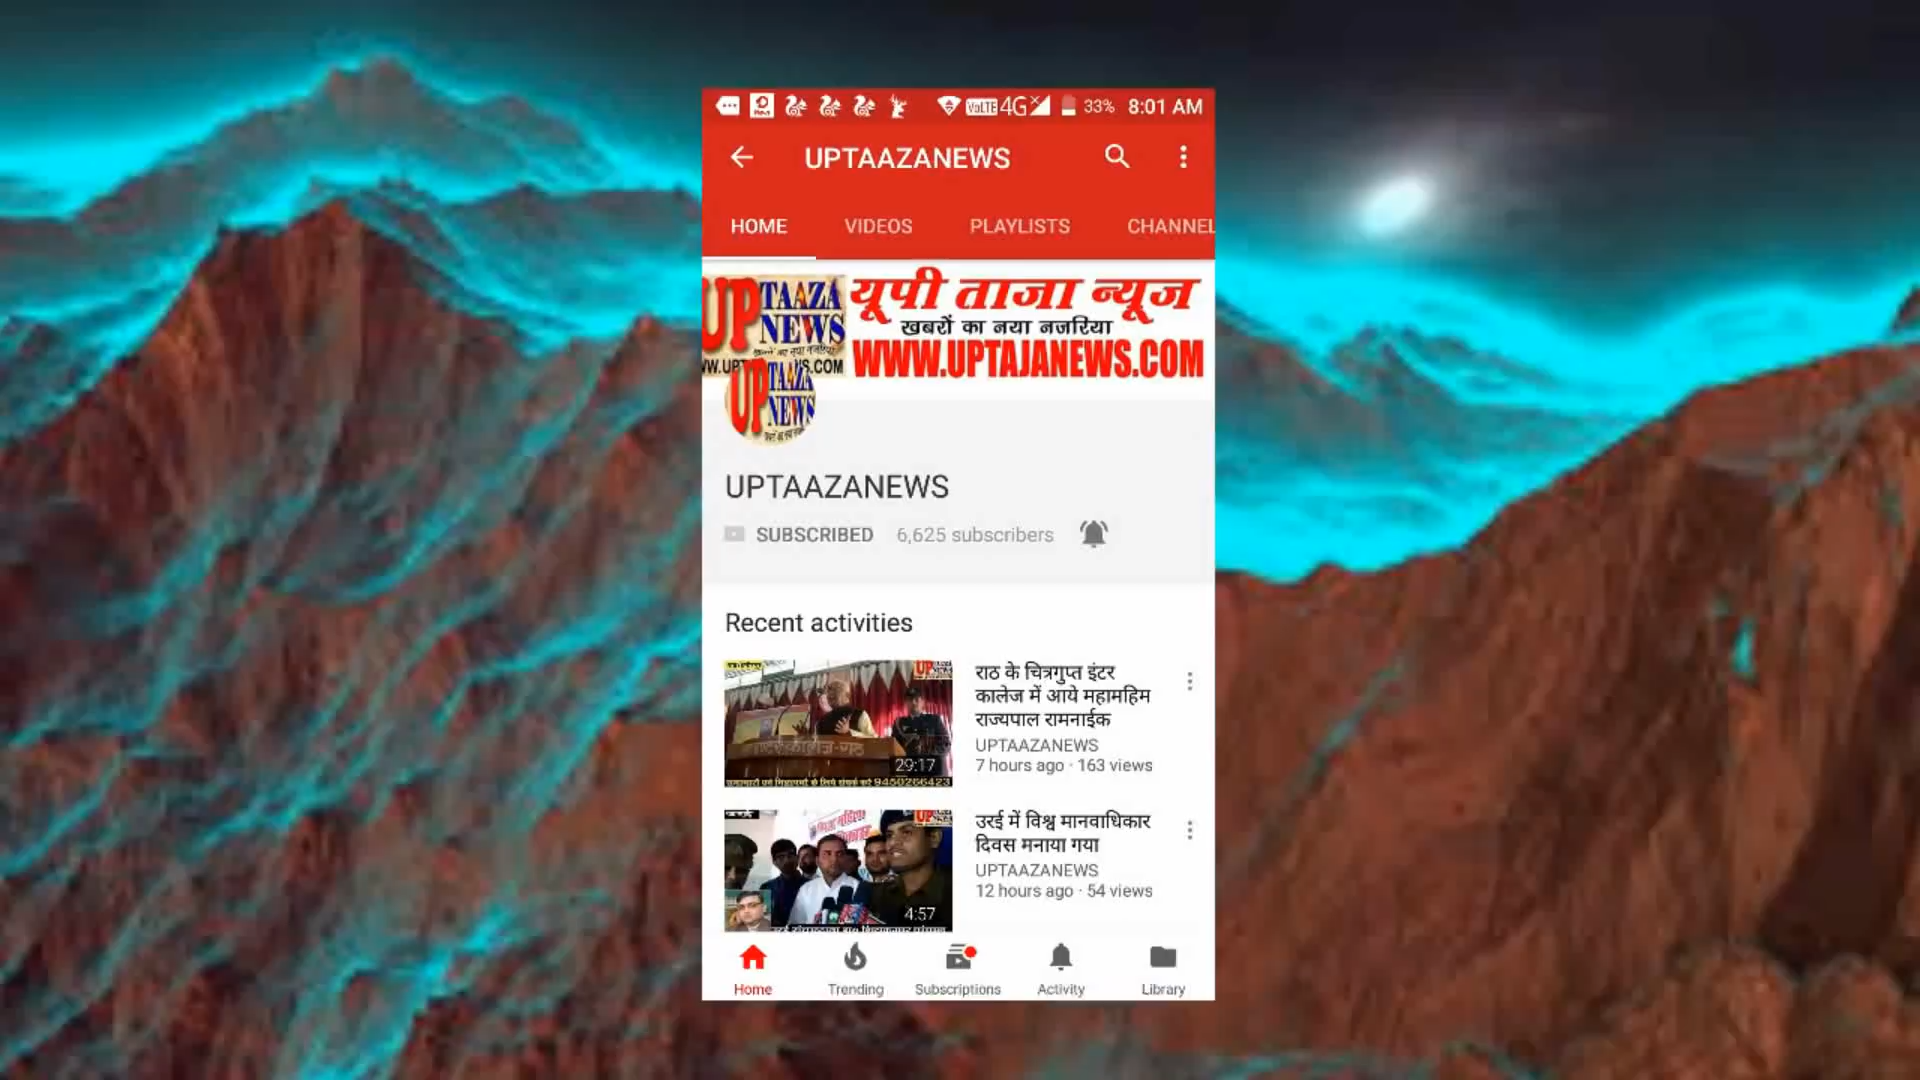 VoLTE 4G 33% 8:01 AM
UPTAAZANEWS
HOME VIDEOS PLAYLISTS CHANNEL
UP TAAZA NEWS
यूपी ताजा न्यूज
खबरों का नया नजरिया
WWW.UPTAJANEWS.COM
UP TAAZA NEWS
UPTAAZANEWS
SUBSCRIBED 6,625 subscribers
Recent activities
राठ के चित्रगुप्त इंटर
कालेज में आये महामहिम
राज्यपाल रामनाईक
UPTAAZANEWS
7 hours ago · 163 views
29:17
उरई में विश्व मानवाधिकार
दिवस मनाया गया
UPTAAZANEWS
12 hours ago · 54 views
4:57
Home Trending Subscriptions Activity Library